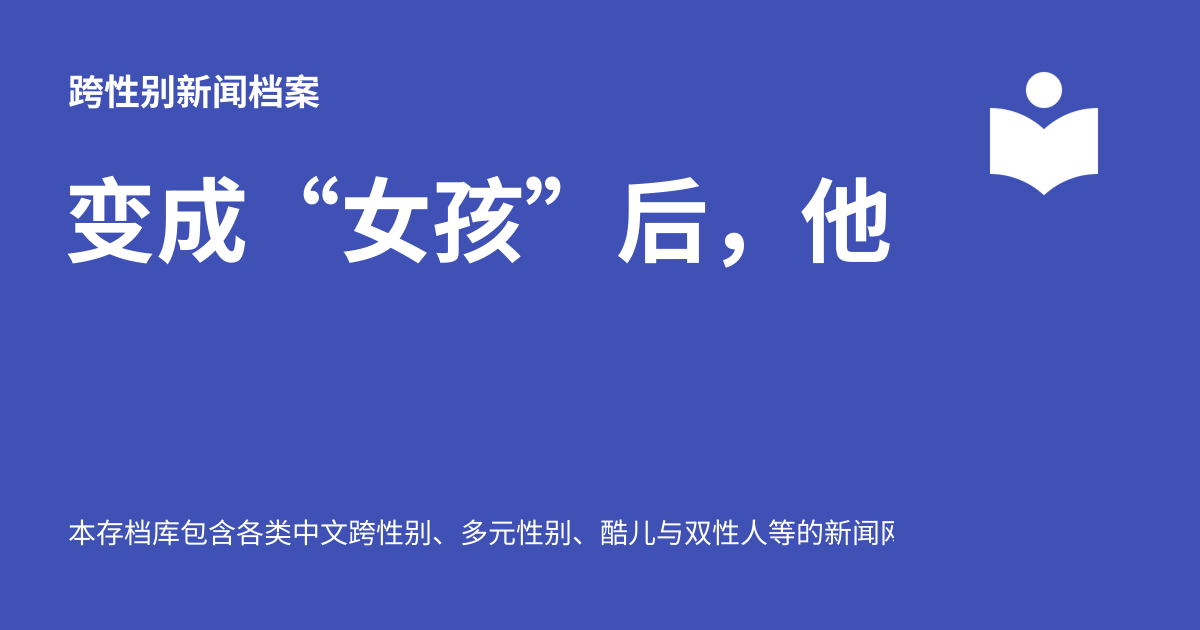 跨性别新闻档案
变成“女孩”后，他
本存档库包含各类中文跨性别、多元性别、酷儿与双性人等的新闻